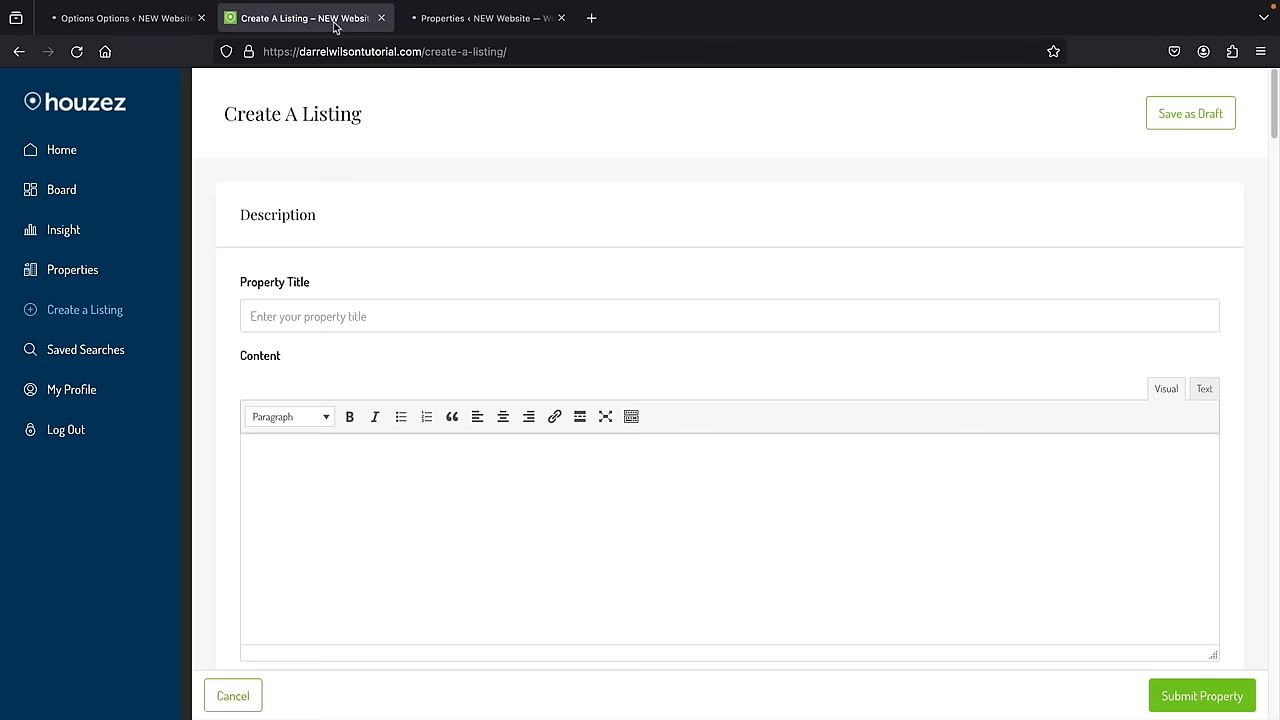 Options Options ‹ NEW Website
Create A Listing – NEW Websit
Properties ‹ NEW Website — W
https://darrelwilsontutorial.com/create-a-listing/
houzez
Home
Board
Insight
Properties
Create a Listing
Saved Searches
My Profile
Log Out
Create A Listing
Save as Draft
Description
Property Title
Enter your property title
Content
Visual
Text
Paragraph
B
I
Cancel
Submit Property